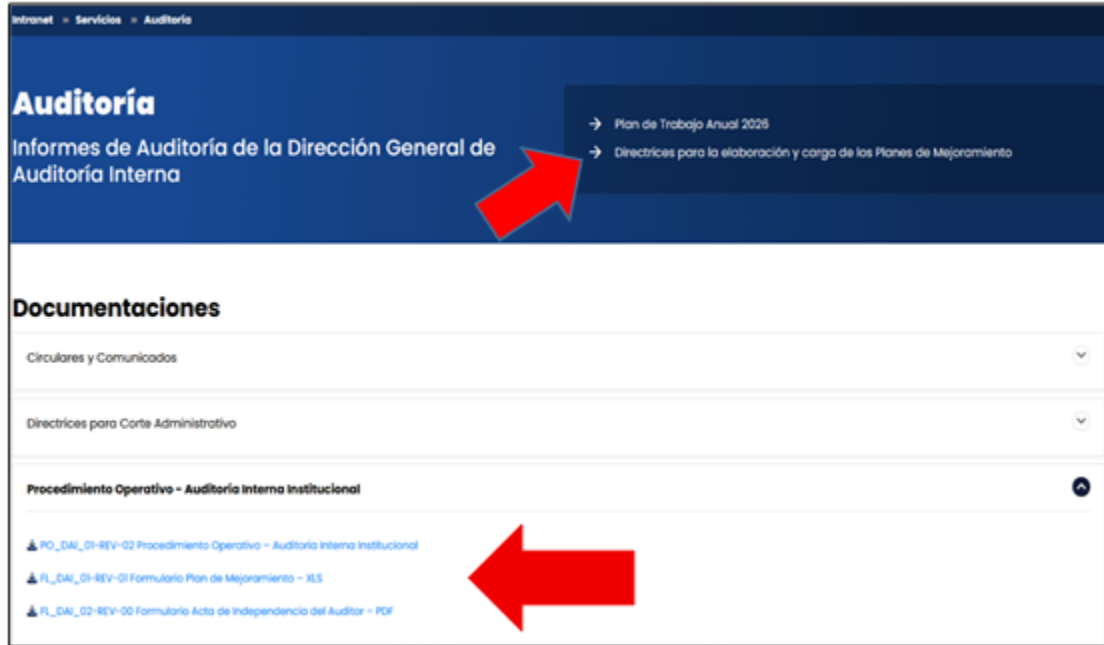 Intranet » Servicios » Auditoría
Auditoría
Informes de Auditoría de la Dirección General de
Auditoría Interna
→ Plan de Trabajo Anual 2026
→ Directrices para la elaboración y carga de los Planes de Mejoramiento
Documentaciones
Circulares y Comunicados
Directrices para Corte Administrativo
Procedimiento Operativo - Auditoría Interna Institucional
PO_DAI_01-REV-02 Procedimiento Operativo – Auditoría Interna Institucional
FL_DAI_01-REV-01 Formulario Plan de Mejoramiento – XLS
FL_DAI_02-REV-00 Formulario Acta de Independencia del Auditor – PDF